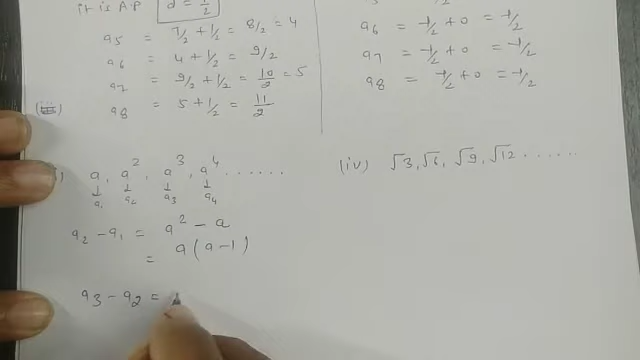 it is A.P d = 1/2
a5 = 7/2 + 1/2 = 8/2 = 4
a6 = 4 + 1/2 = 9/2
a7 = 9/2 + 1/2 = 10/2 = 5
a8 = 5 + 1/2 = 11/2
a6 = -1/2 + 0 = -1/2
a7 = -1/2 + 0 = -1/2
a8 = -1/2 + 0 = -1/2
a, a², a³, a⁴ ......
↓ ↓ ↓ ↓
a1 a2 a3 a4
a2 - a1 = a² - a
= a(a-1)
a3 - a2 =
(iv) √3, √6, √9, √12 ......